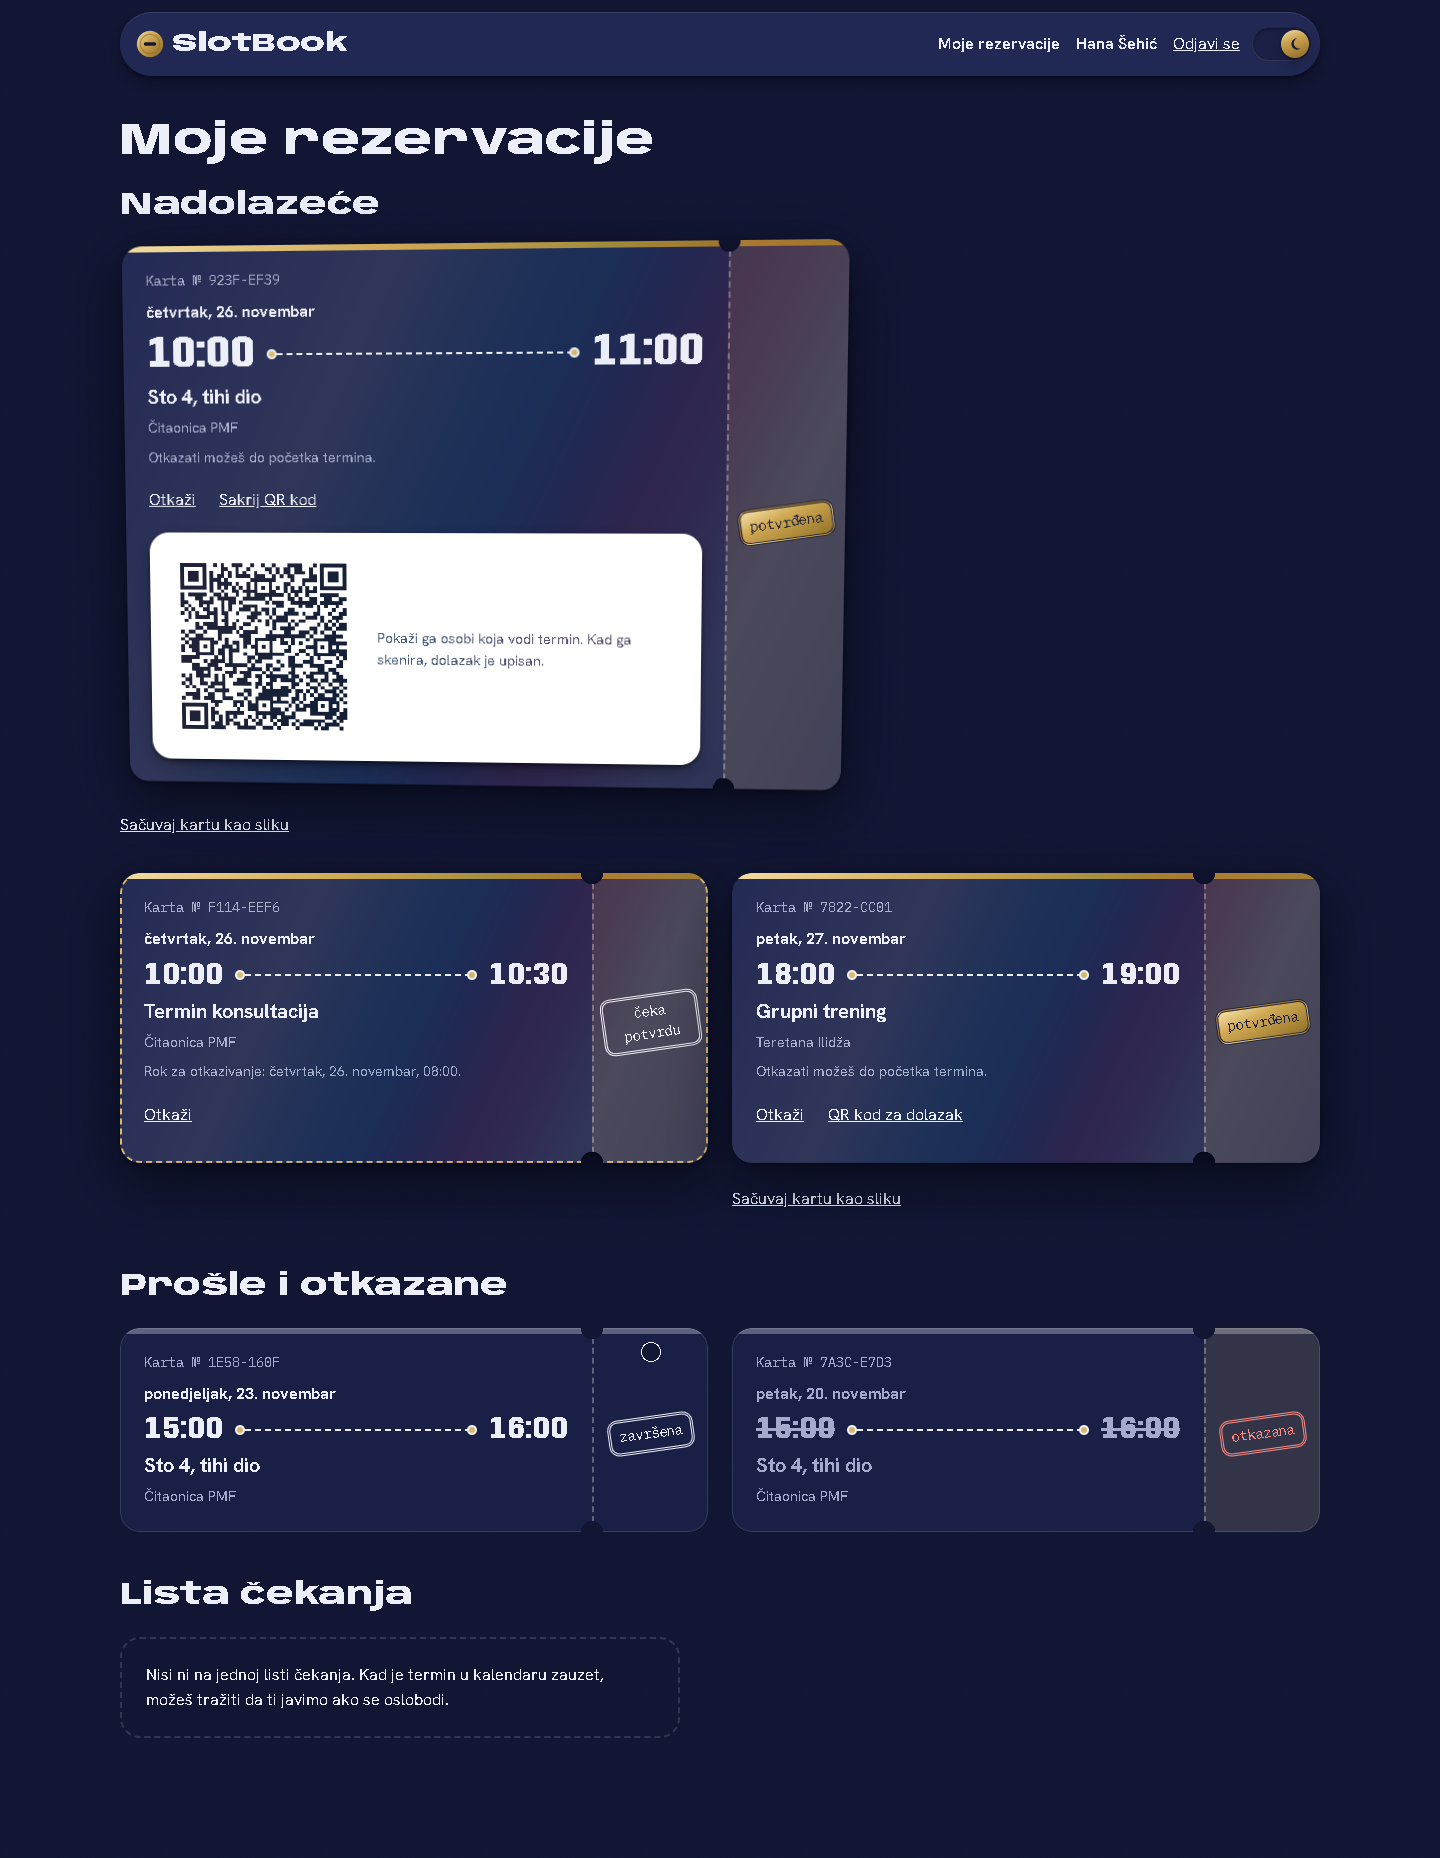 SlotBook
Moje rezervacije
Hana Šehić
Odjavi se
Moje rezervacije
Nadolazeće
Karta № 923F-EF39
četvrtak, 26. novembar
10:00 11:00
Sto 4, tihi dio
Čitaonica PMF
Otkazati možeš do početka termina.
Otkaži Sakrij QR kod
potvrđena
Pokaži ga osobi koja vodi termin. Kad ga
skenira, dolazak je upisan.
Sačuvaj kartu kao sliku
Karta № F114-EEF6
četvrtak, 26. novembar
10:00 10:30
Termin konsultacija
Čitaonica PMF
Rok za otkazivanje: četvrtak, 26. novembar, 08:00.
Otkaži
čeka
potvrdu
Karta № 7822-CC01
petak, 27. novembar
18:00 19:00
Grupni trening
Teretana Ilidža
Otkazati možeš do početka termina.
Otkaži QR kod za dolazak
potvrđena
Sačuvaj kartu kao sliku
Prošle i otkazane
Karta № 1E58-160F
ponedjeljak, 23. novembar
15:00 16:00
Sto 4, tihi dio
Čitaonica PMF
završena
Karta № 7A3C-E7D3
petak, 20. novembar
15:00 16:00
Sto 4, tihi dio
Čitaonica PMF
otkazana
Lista čekanja
Nisi ni na jednoj listi čekanja. Kad je termin u kalendaru zauzet,
možeš tražiti da ti javimo ako se oslobodi.